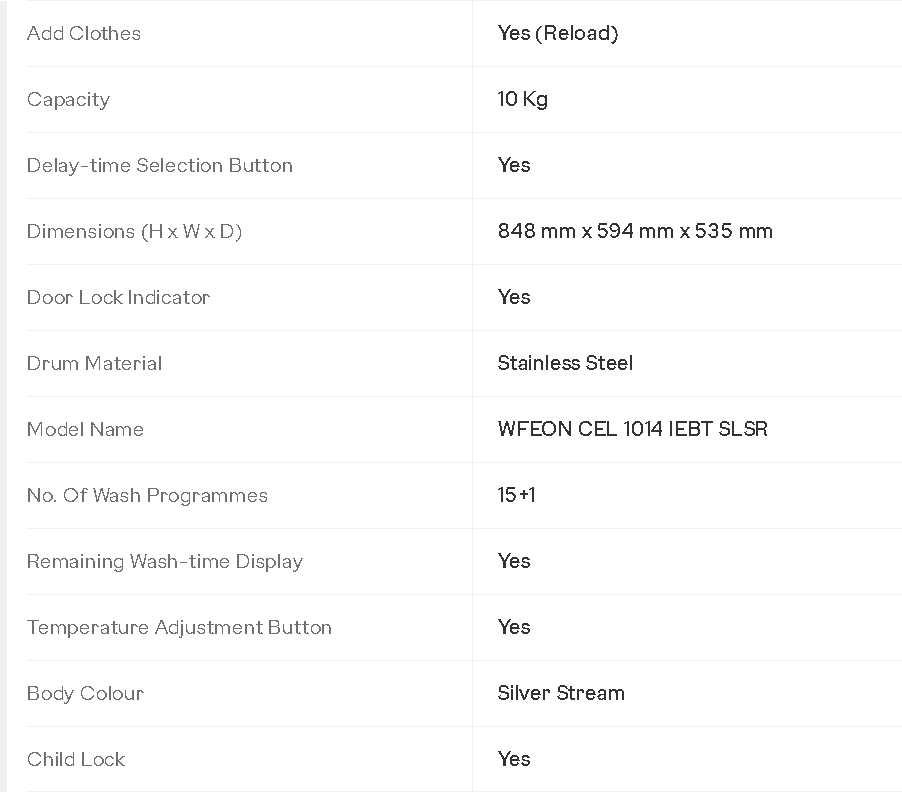 Add Clothes Yes (Reload)
Capacity 10 Kg
Delay-time Selection Button Yes
Dimensions (H x W x D) 848 mm x 594 mm x 535 mm
Door Lock Indicator Yes
Drum Material Stainless Steel
Model Name WFEON CEL 1014 IEBT SLSR
No. Of Wash Programmes 15+1
Remaining Wash-time Display Yes
Temperature Adjustment Button Yes
Body Colour Silver Stream
Child Lock Yes